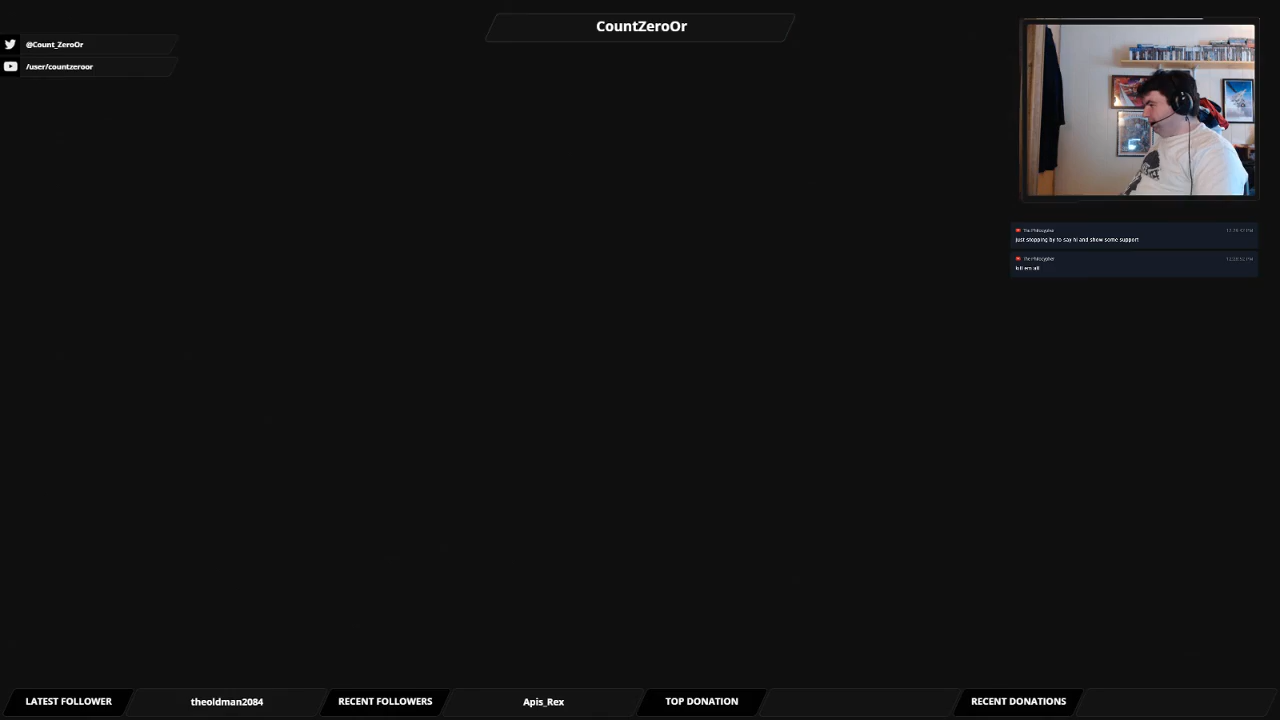 CountZeroOr
@Count_ZeroOr
/user/countzeroor
just stopping by to say hi and show some support
kill em all
LATEST FOLLOWER
theoldman2084
RECENT FOLLOWERS
Apis_Rex
TOP DONATION
RECENT DONATIONS